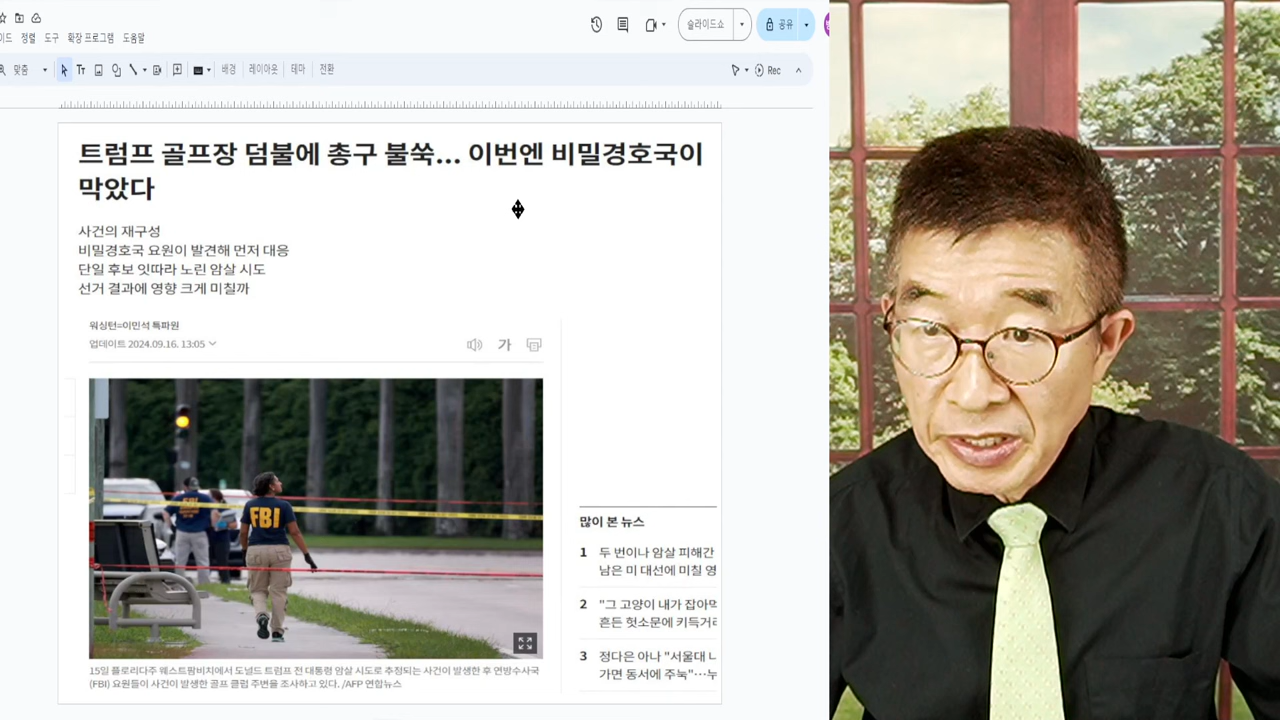 이드 정렬 도구 확장 프로그램 도움말
슬라이드쇼
공유
맞춤
배경 레이아웃 테마 전환
Rec
트럼프 골프장 덤불에 총구 불쑥... 이번엔 비밀경호국이
막았다
사건의 재구성
비밀경호국 요원이 발견해 먼저 대응
단일 후보 잇따라 노린 암살 시도
선거 결과에 영향 크게 미칠까
워싱턴=이민석 특파원
업데이트 2024.09.16. 13:05
가
FBI
FBI
15일 플로리다주 웨스트팜비치에서 도널드 트럼프 전 대통령 암살 시도로 추정되는 사건이 발생한 후 연방수사국
(FBI) 요원들이 사건이 발생한 골프 클럽 주변을 조사하고 있다. /AFP 연합뉴스
많이 본 뉴스
1 두 번이나 암살 피해간
남은 미 대선에 미칠 영
2 "그 고양이 내가 잡아먹
흔든 헛소문에 키득거리
3 정다은 아나 "서울대 나
가면 동서에 주눅"…누